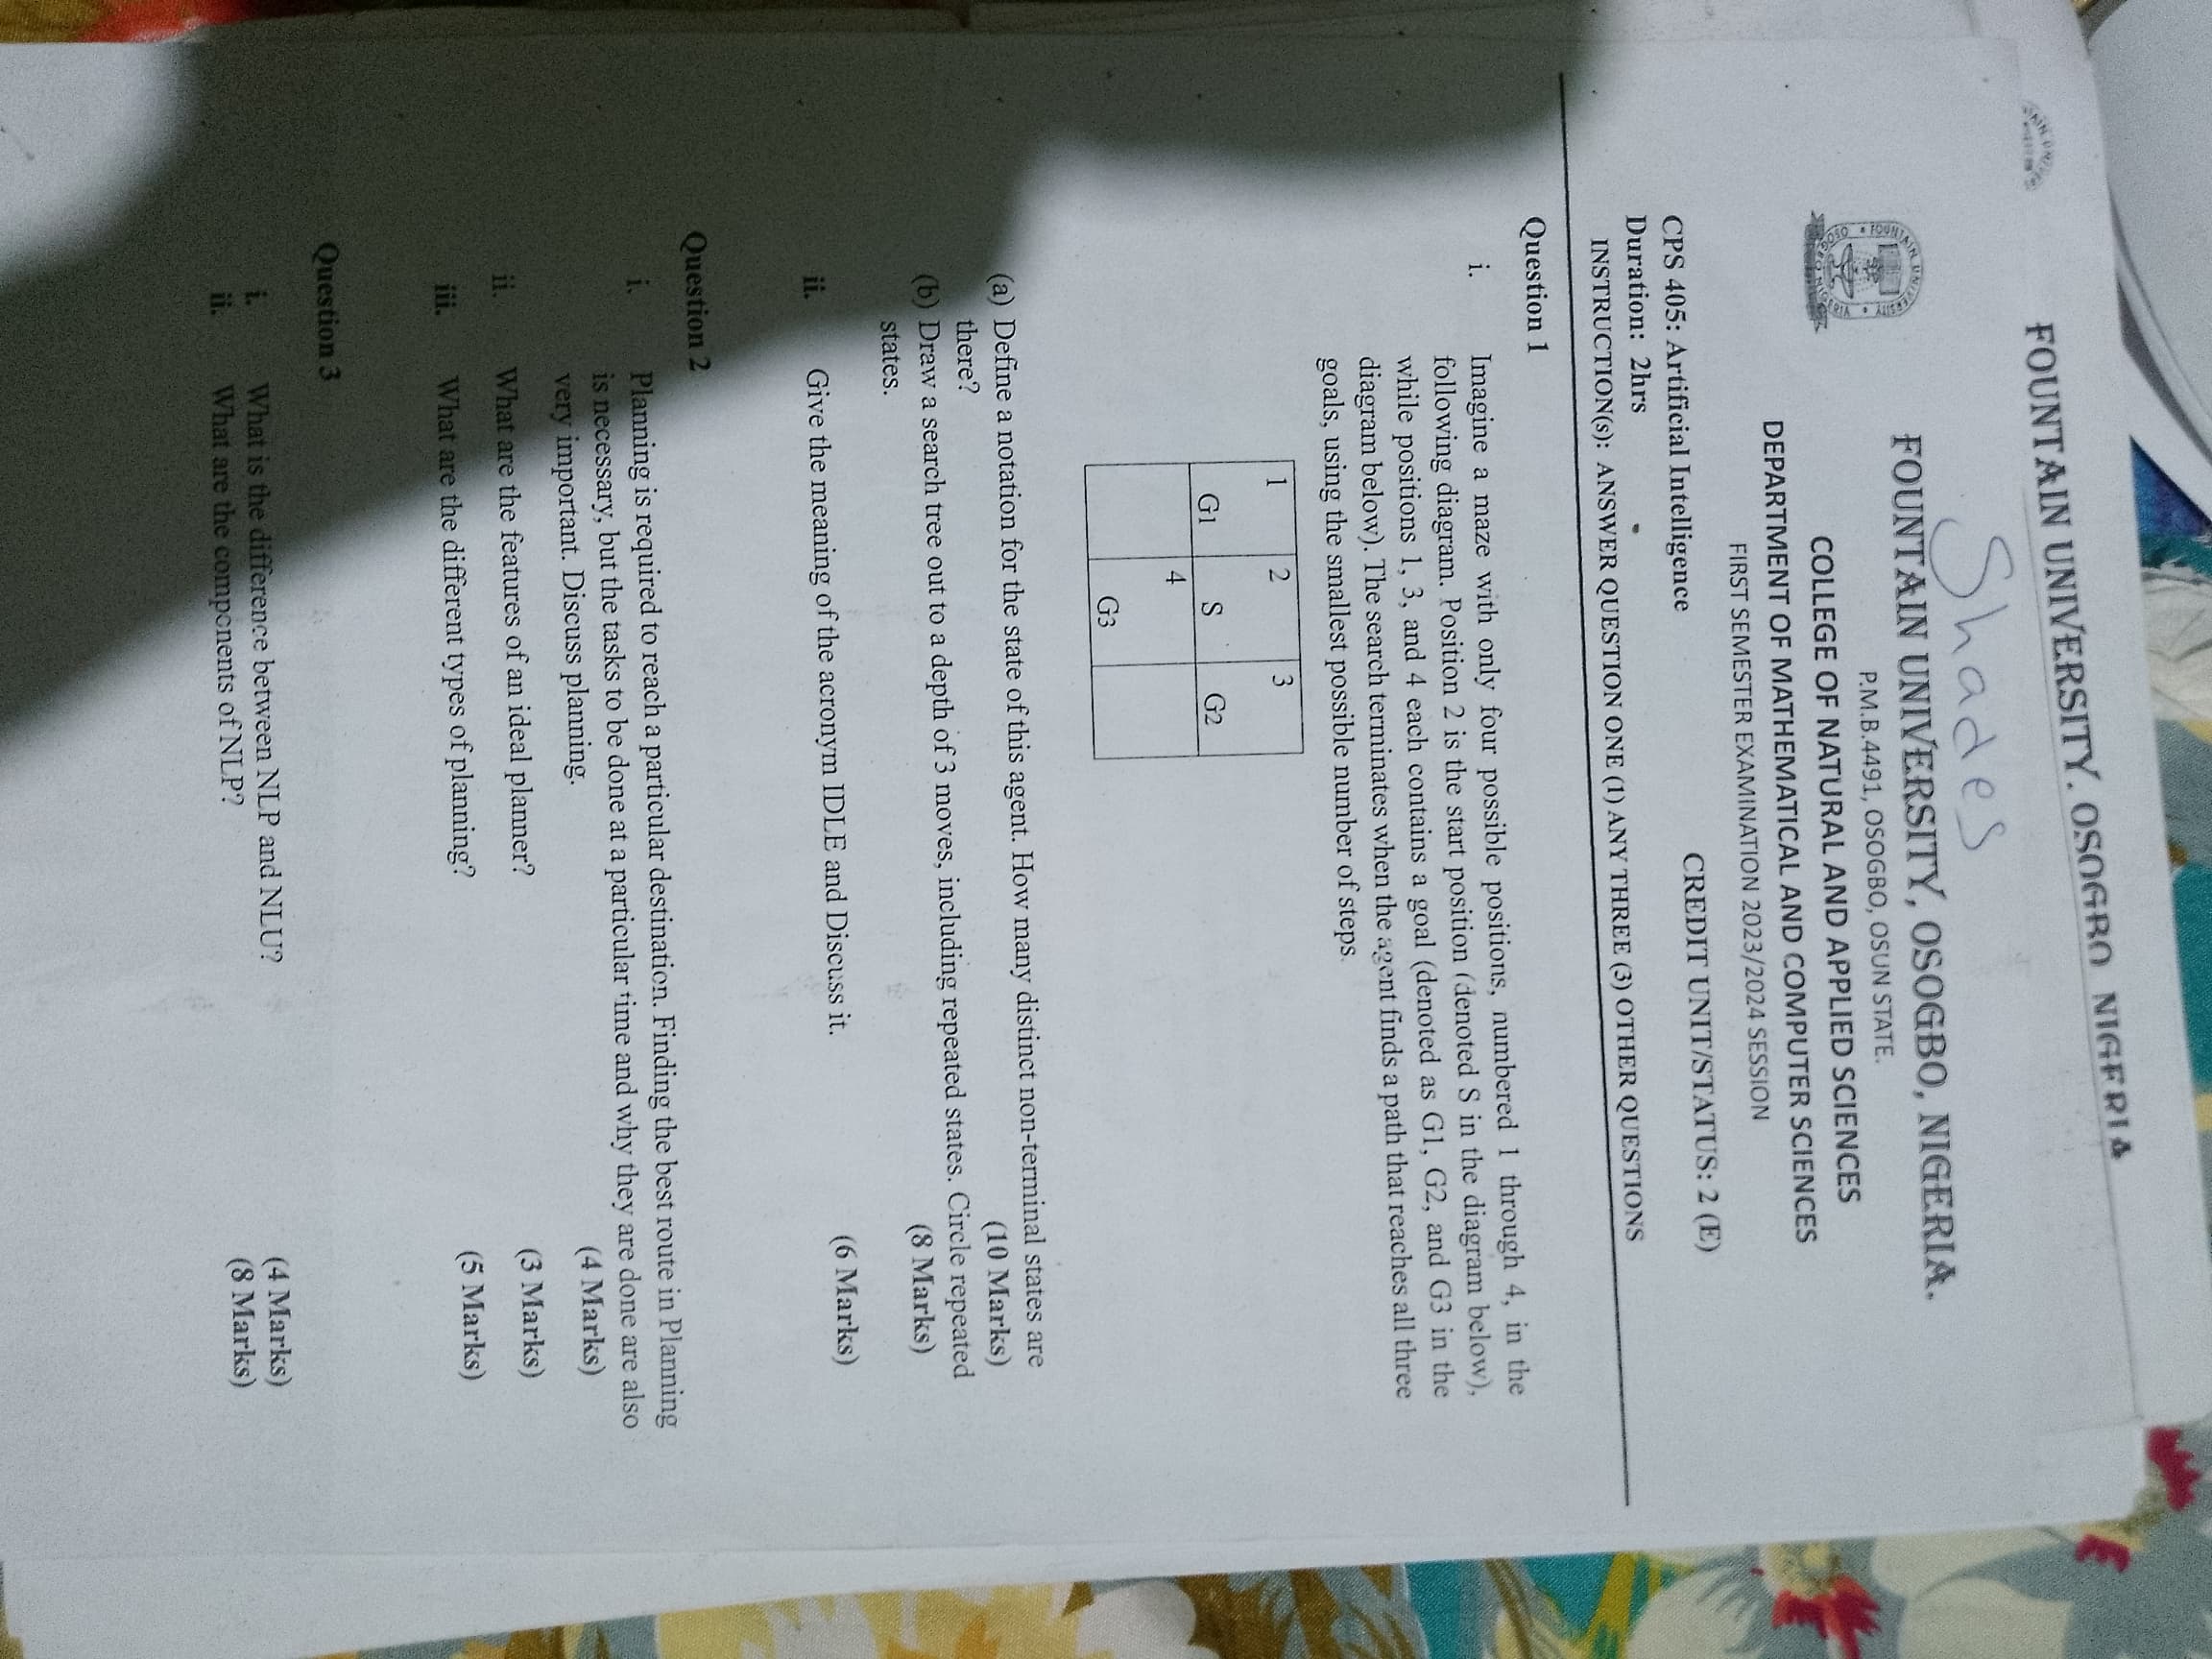 FOUNTAIN UNIVERSITY. OSOGBO NIGERIA
Shades
FOUNTAIN UNIVERSITY, OSOGBO, NIGERIA.
P.M.B.4491, OSOGBO, OSUN STATE.
COLLEGE OF NATURAL AND APPLIED SCIENCES
DEPARTMENT OF MATHEMATICAL AND COMPUTER SCIENCES
FIRST SEMESTER EXAMINATION 2023/2024 SESSION
CPS 405: Artificial Intelligence CREDIT UNIT/STATUS: 2 (E)
Duration: 2hrs
INSTRUCTION(s): ANSWER QUESTION ONE (1) ANY THREE (3) OTHER QUESTIONS
Question 1
i. Imagine a maze with only four possible positions, numbered 1 through 4, in the
following diagram. Position 2 is the start position (denoted S in the diagram below),
while positions 1, 3, and 4 each contains a goal (denoted as G1, G2, and G3 in the
diagram below). The search terminates when the agent finds a path that reaches all three
goals, using the smallest possible number of steps.
1 2 3
G1 S G2
4
G3
(a) Define a notation for the state of this agent. How many distinct non-terminal states are
there? (10 Marks)
(b) Draw a search tree out to a depth of 3 moves, including repeated states. Circle repeated
states. (8 Marks)
ii. Give the meaning of the acronym IDLE and Discuss it. (6 Marks)
Question 2
i. Planning is required to reach a particular destination. Finding the best route in Planning
is necessary, but the tasks to be done at a particular time and why they are done are also
very important. Discuss planning. (4 Marks)
ii. What are the features of an ideal planner? (3 Marks)
iii. What are the different types of planning? (5 Marks)
Question 3
i. What is the difference between NLP and NLU? (4 Marks)
ii. What are the components of NLP? (8 Marks)